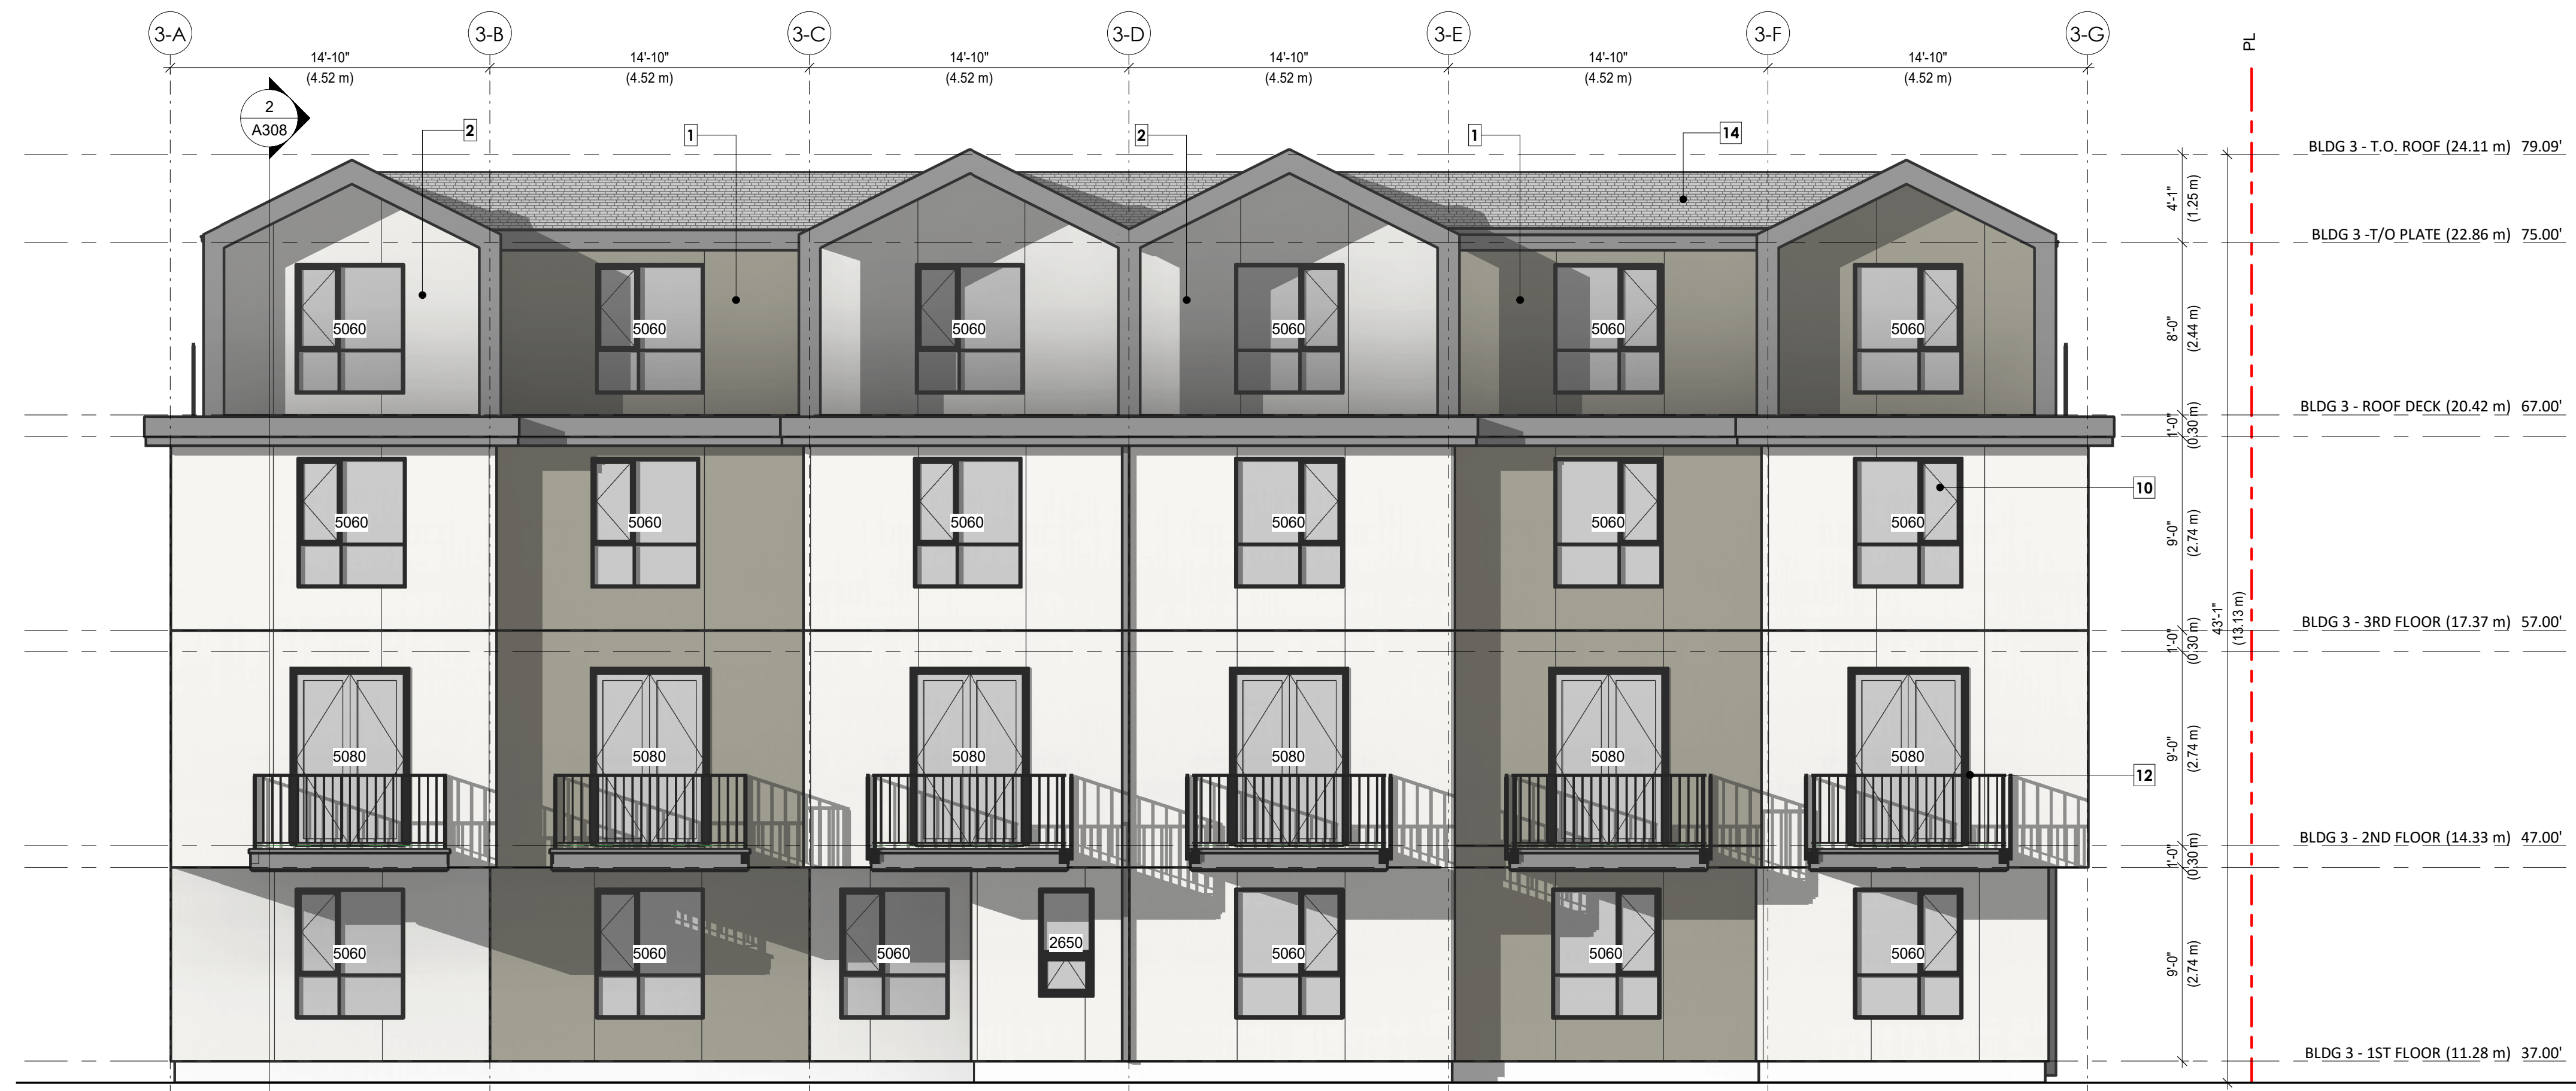 3-A 3-B 3-C 3-D 3-E 3-F 3-G
PL
14'-10" 14'-10" 14'-10" 14'-10" 14'-10" 14'-10"
(4.52 m) (4.52 m) (4.52 m) (4.52 m) (4.52 m) (4.52 m)
2
A308
2 1 2 1 14
BLDG 3 - T.O. ROOF (24.11 m) 79.09'
4'-1"
(1.25 m)
BLDG 3 -T/O PLATE (22.86 m) 75.00'
5060 5060 5060 5060 5060 5060
8'-0"
(2.44 m)
BLDG 3 - ROOF DECK (20.42 m) 67.00'
1'-0"
(0.30 m)
10
5060 5060 5060 5060 5060 5060
9'-0"
(2.74 m)
43'-1"
(13.13 m)
BLDG 3 - 3RD FLOOR (17.37 m) 57.00'
1'-0"
(0.30 m)
5080 5080 5080 5080 5080 5080
9'-0"
(2.74 m)
12
BLDG 3 - 2ND FLOOR (14.33 m) 47.00'
1'-0"
(0.30 m)
2650
5060 5060 5060 5060 5060 5060
9'-0"
(2.74 m)
BLDG 3 - 1ST FLOOR (11.28 m) 37.00'